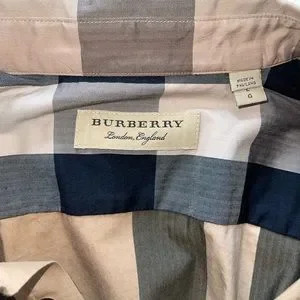 BURBERRY
London, England
MADE IN
THAILAND
G